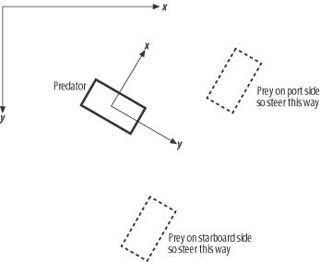 x
x
Predator
Prey on port side
so steer this way
y
y
Prey on starboard side
so steer this way